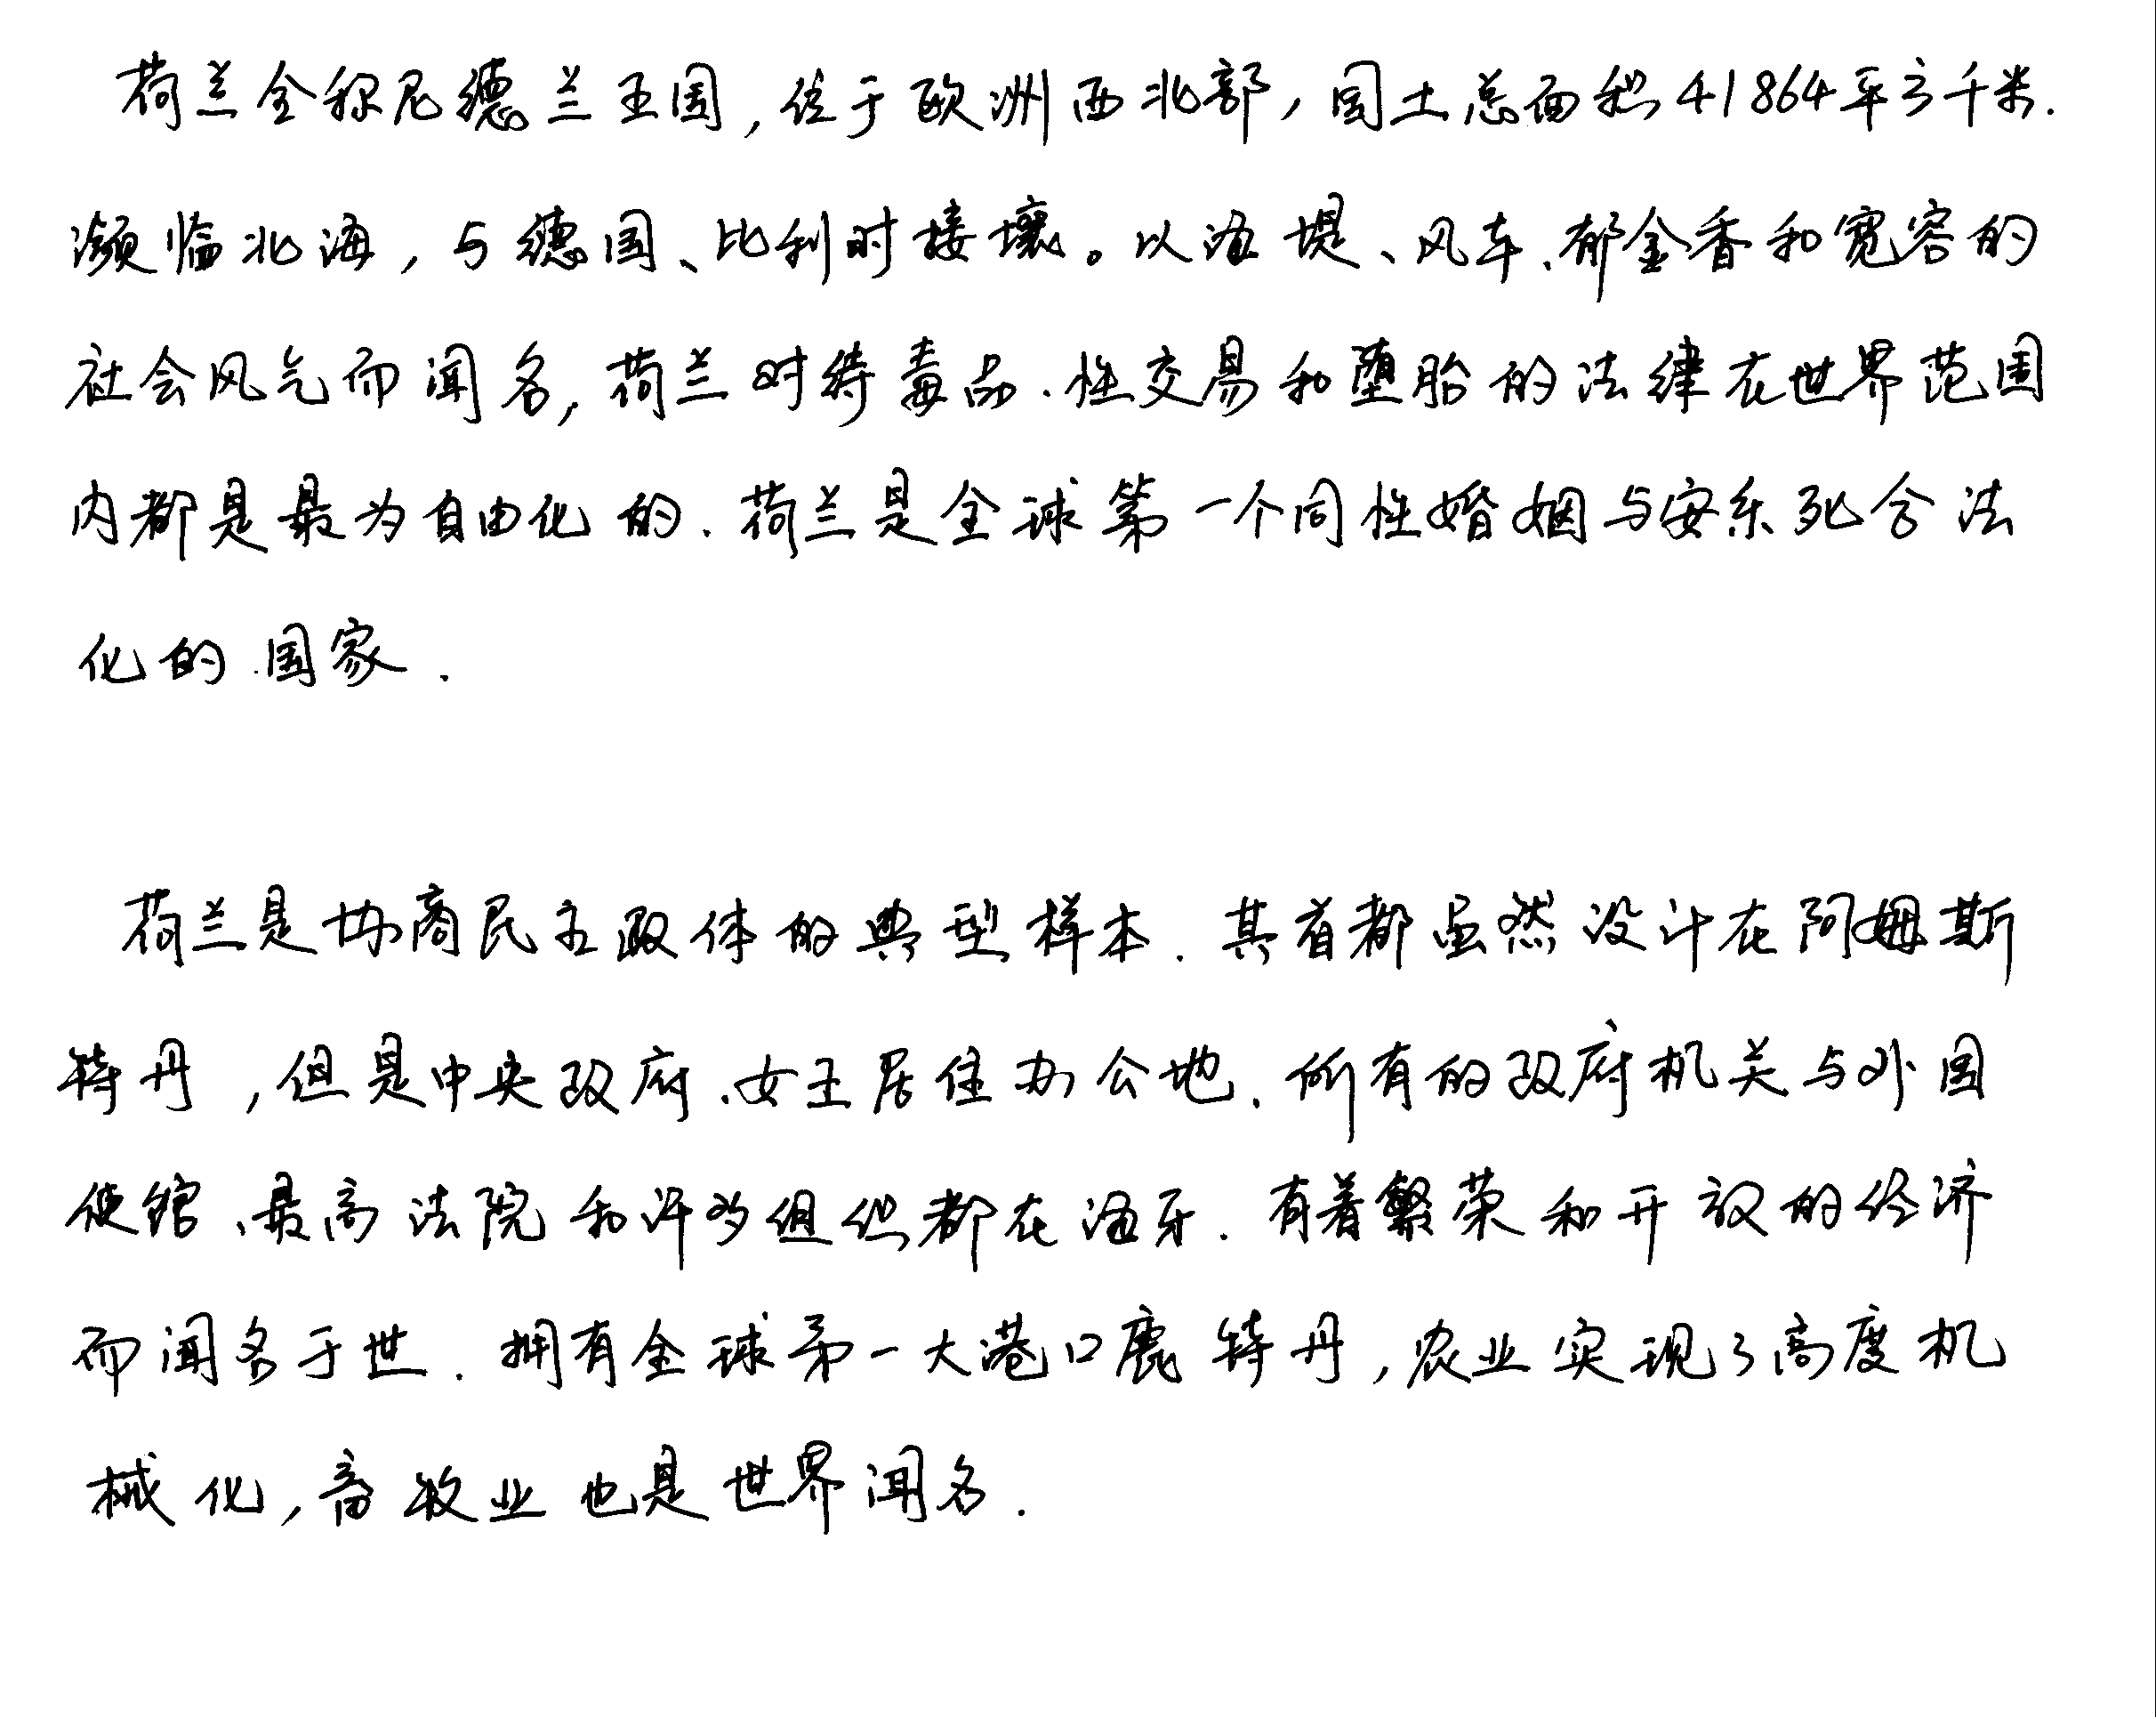 荷兰全称尼德兰王国,位于欧洲西北部,国土总面积41864平方千米.
濒临北海,与德国、比利时接壤。以海堤、风车、郁金香和宽容的
社会风气而闻名,荷兰对待毒品、性交易和堕胎的法律在世界范围
内都是最为自由化的.荷兰是全球第一个同性婚姻与安乐死合法
化的国家.
荷兰是协商民主政体的典型样本.其首都虽然设计在阿姆斯
特丹,但是中央政府、女王居住办公地、所有的政府机关与外国
使馆、最高法院和许多组织都在海牙.有着繁荣和开放的经济
而闻名于世.拥有全球第一大港口鹿特丹,农业实现了高度机
械化,畜牧业也是世界闻名.